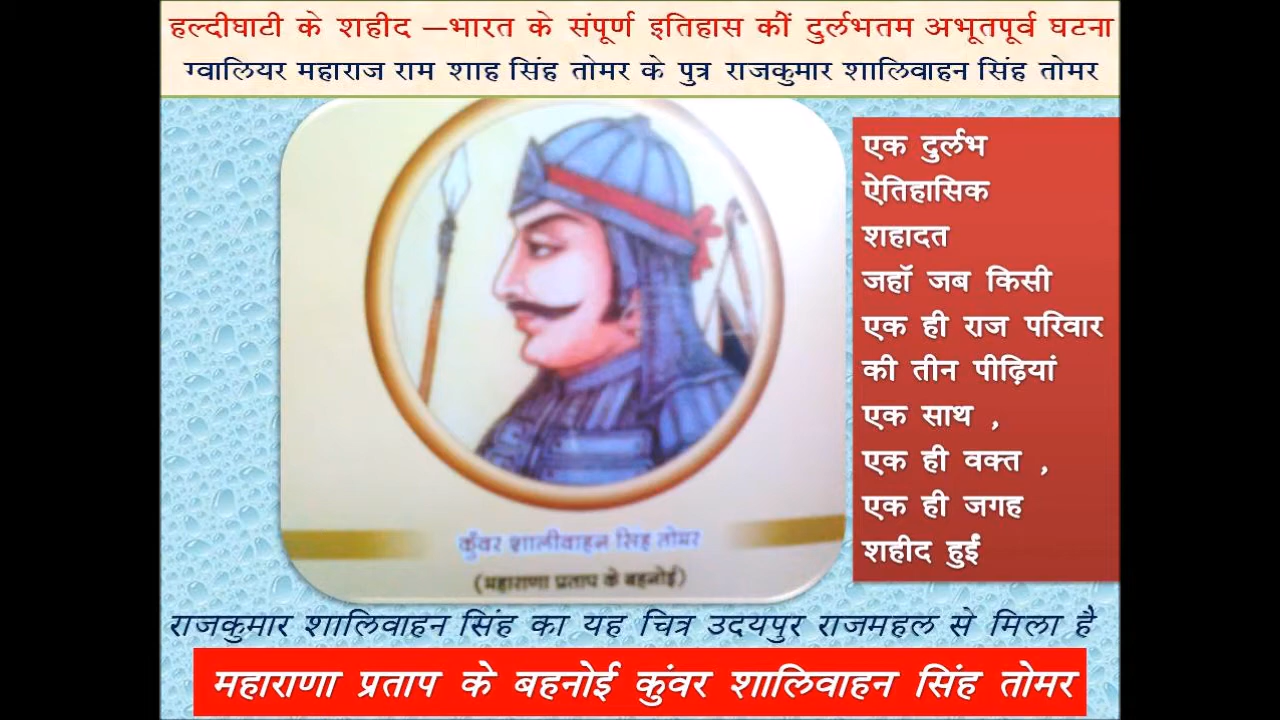 हल्दीघाटी के शहीद –भारत के संपूर्ण इतिहास कीं दुर्लभतम अभूतपूर्व घटना
ग्वालियर महाराज राम शाह सिंह तोमर के पुत्र राजकुमार शालिवाहन सिंह तोमर
एक दुर्लभ
ऐतिहासिक
शहादत
जहॉ जब किसी
एक ही राज परिवार
की तीन पीढ़ियां
एक साथ ,
एक ही वक्त ,
एक ही जगह
शहीद हुईं
कुँवर शालीवाहन सिंह तोमर
(महाराणा प्रताप के बहनोई)
राजकुमार शालिवाहन सिंह का यह चित्र उदयपुर राजमहल से मिला है
महाराणा प्रताप के बहनोई कुंवर शालिवाहन सिंह तोमर